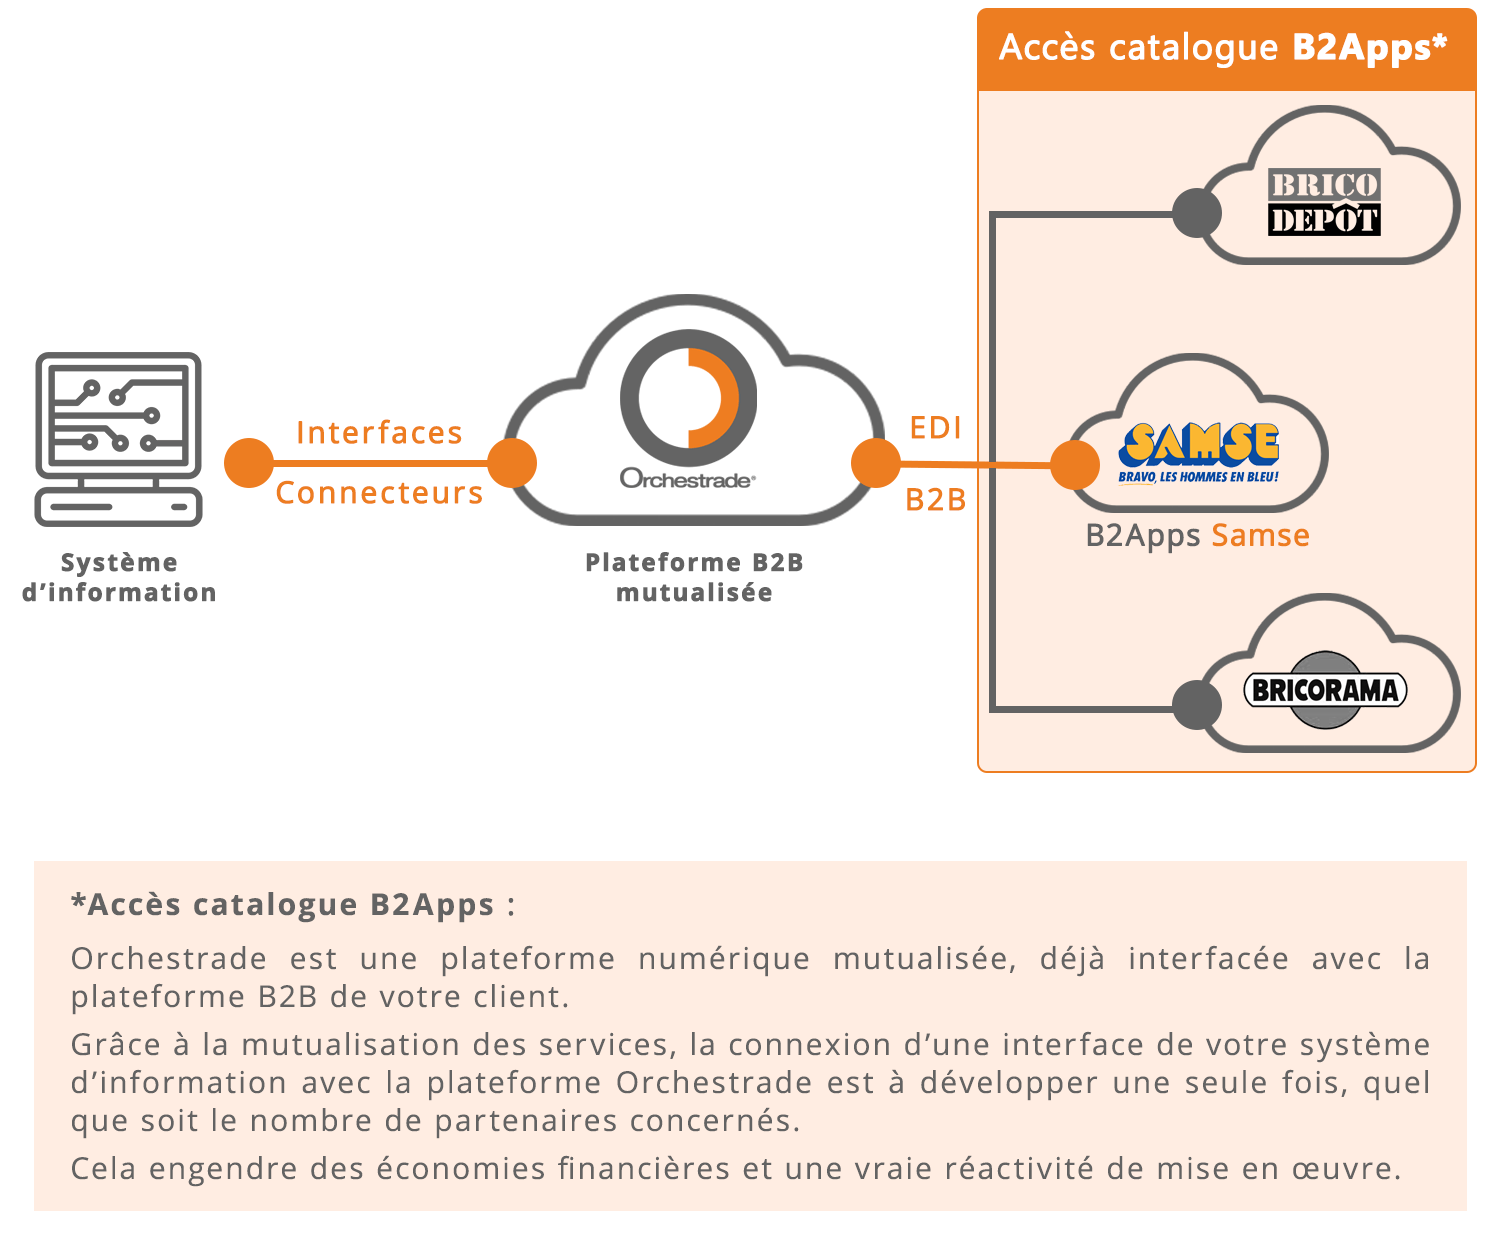 Accès catalogue B2Apps*
BRICO
DEPÔT
Interfaces
Connecteurs
Orchestrade®
EDI
B2B
SAMSE
BRAVO, LES HOMMES EN BLEU!
B2Apps Samse
Système
d’information
Plateforme B2B
mutualisée
BRICORAMA
*Accès catalogue B2Apps :
Orchestrade est une plateforme numérique mutualisée, déjà interfacée avec la
plateforme B2B de votre client.
Grâce à la mutualisation des services, la connexion d’une interface de votre système
d’information avec la plateforme Orchestrade est à développer une seule fois, quel
que soit le nombre de partenaires concernés.
Cela engendre des économies financières et une vraie réactivité de mise en œuvre.